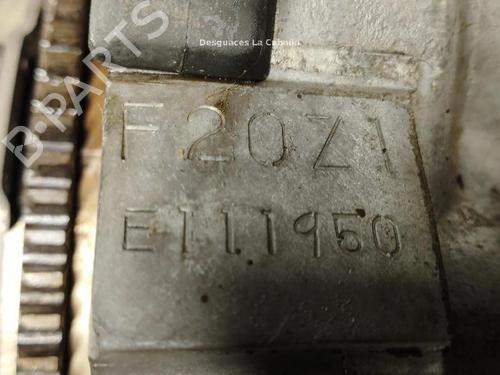 Desguaces La Cabaña
B-PARTS
F20Z1
E111950